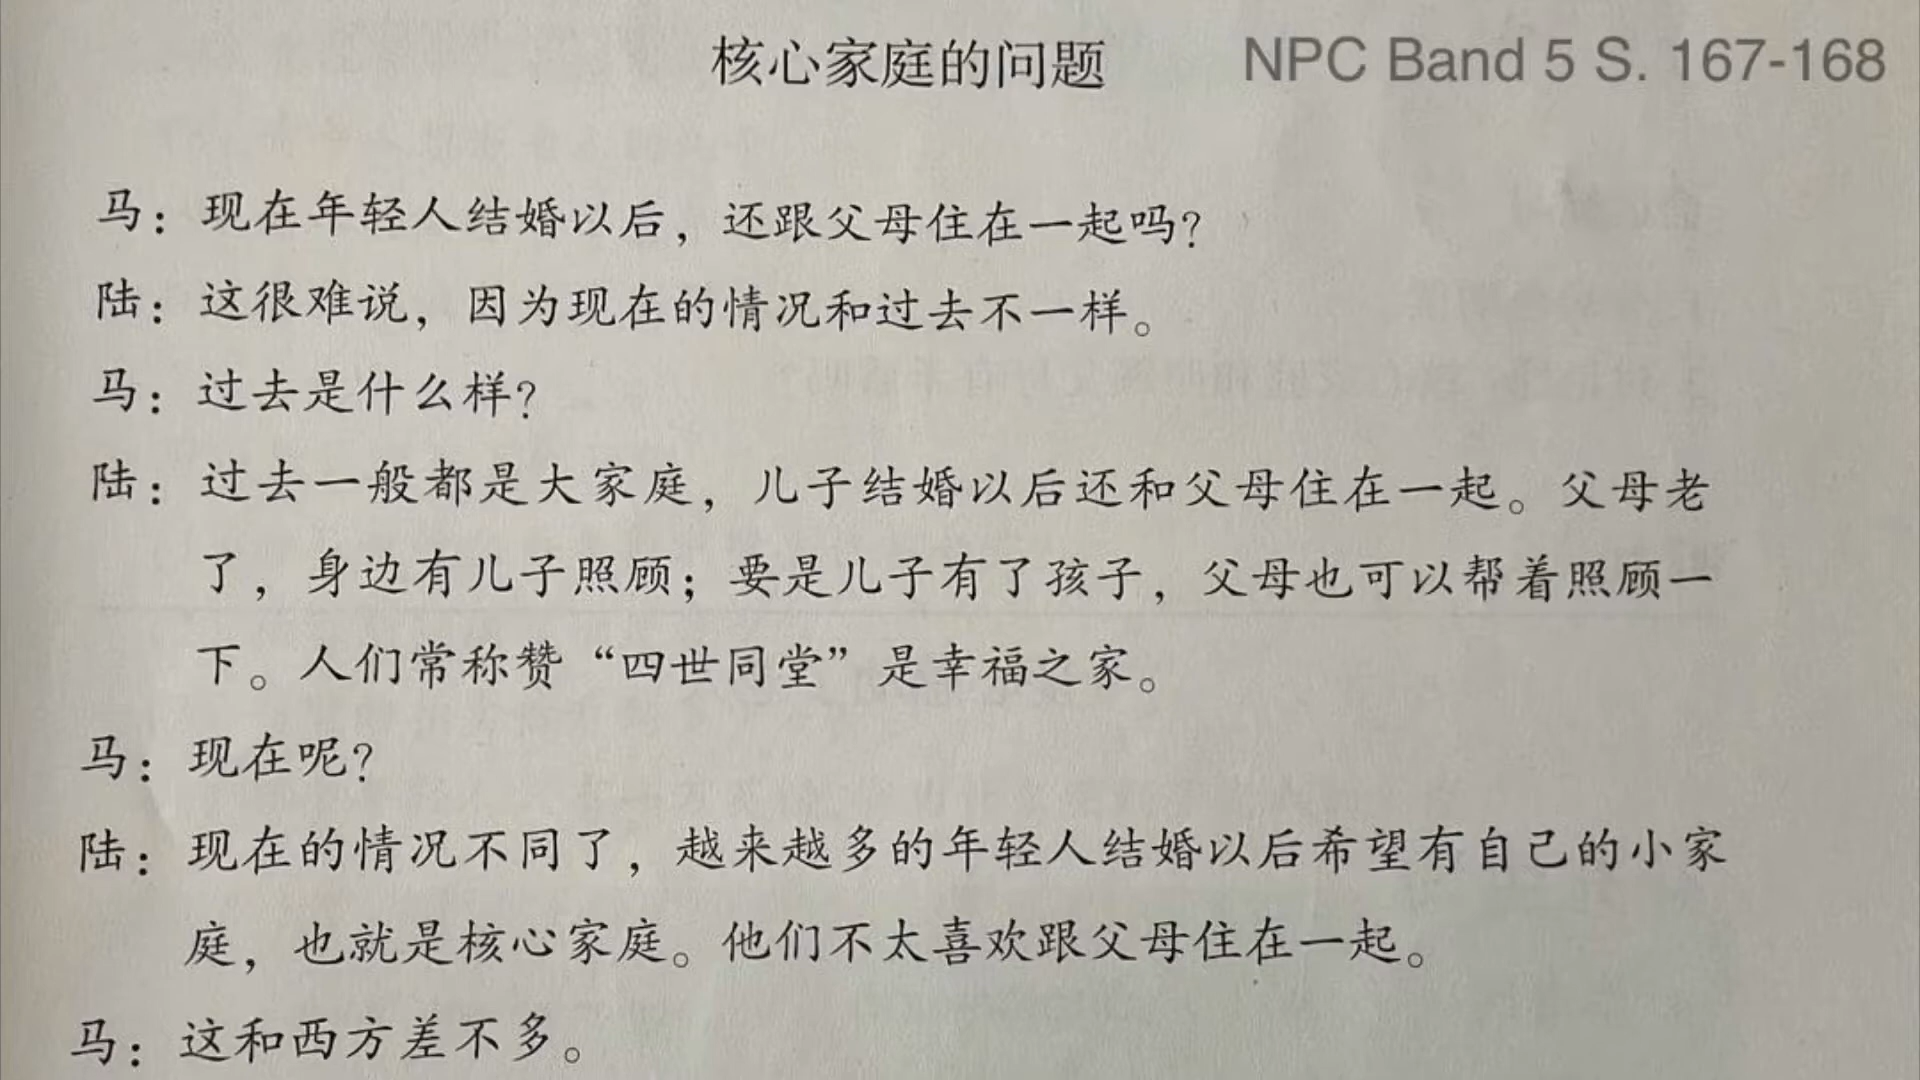 核心家庭的问题 NPC Band 5 S. 167-168
马：现在年轻人结婚以后，还跟父母住在一起吗？
陆：这很难说，因为现在的情况和过去不一样。
马：过去是什么样？
陆：过去一般都是大家庭，儿子结婚以后还和父母住在一起。父母老
了，身边有儿子照顾；要是儿子有了孩子，父母也可以帮着照顾一
下。人们常称赞“四世同堂”是幸福之家。
马：现在呢？
陆：现在的情况不同了，越来越多的年轻人结婚以后希望有自己的小家
庭，也就是核心家庭。他们不太喜欢跟父母住在一起。
马：这和西方差不多。